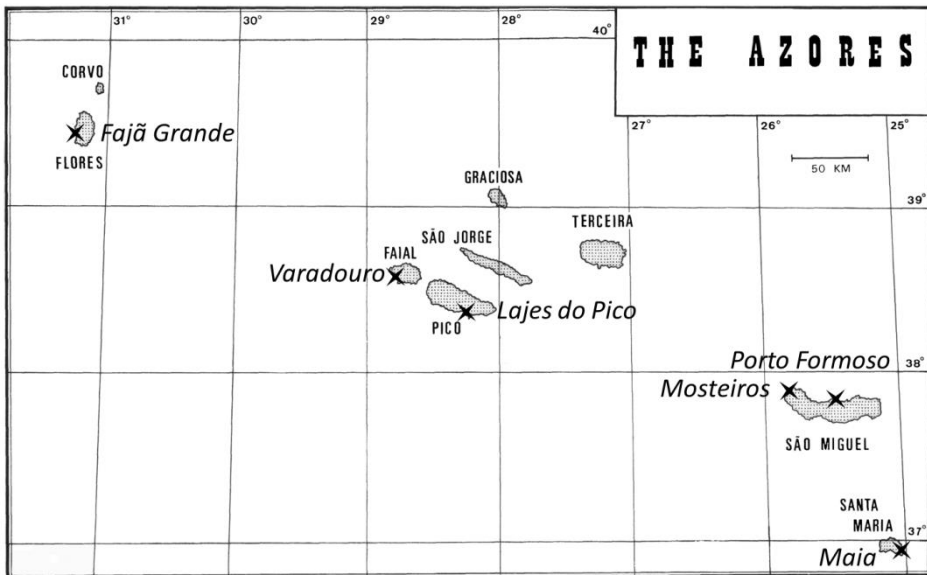 31°
30°
29°
28°
40°
THE AZORES
CORVO
Fajã Grande
FLORES
27°
26°
25°
50 KM
GRACIOSA
39°
TERCEIRA
SÃO JORGE
FAIAL
Varadouro
Lajes do Pico
PICO
38°
Porto Formoso
Mosteiros
SÃO MIGUEL
SANTA
MARIA
37°
Maia